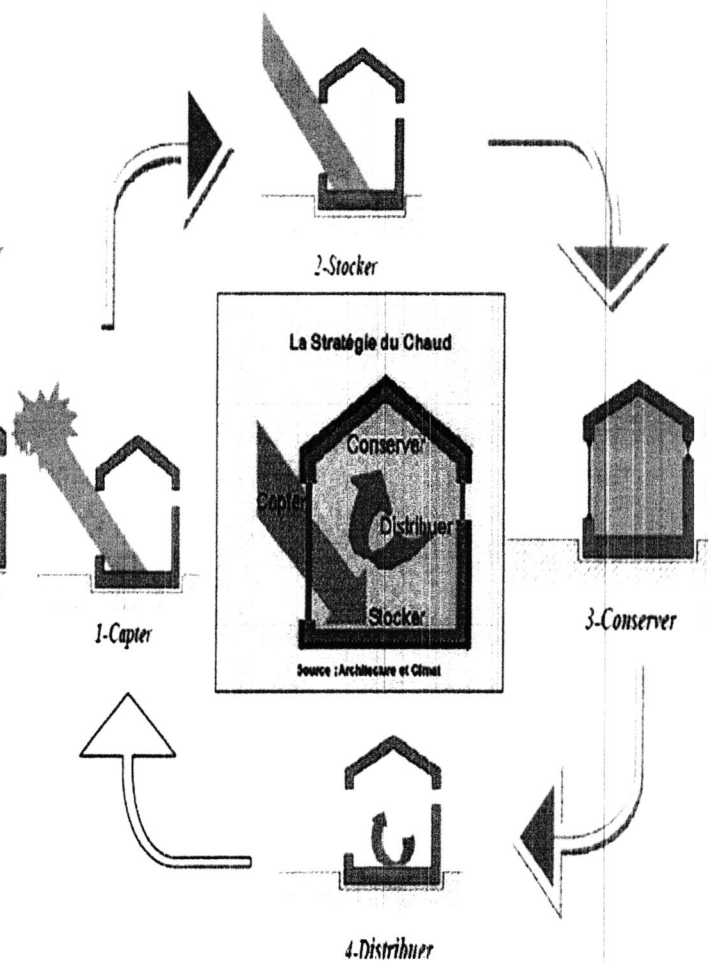 2-Stocker
La Stratégie du Chaud
Conserver
Capter
Distribuer
Stocker
Source : Architecture et Climat
1-Capter
3-Conserver
4-Distribuer